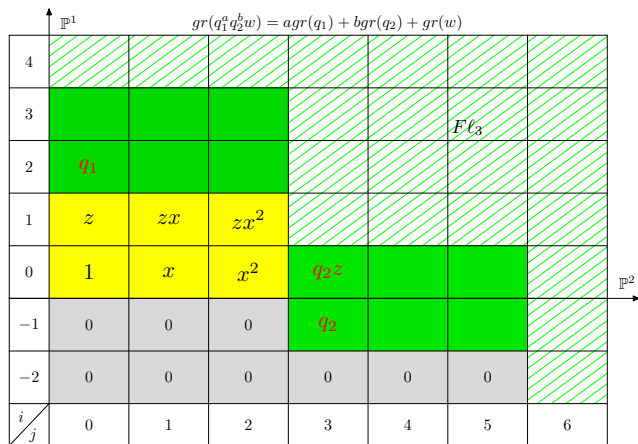 ℙ¹ gr(q₁ᵃq₂ᵇw) = agr(q₁) + bgr(q₂) + gr(w)
4
3 Fℓ₃
2 q₁
1 z zx zx²
0 1 x x² q₂z
ℙ²
−1 0 0 0 q₂
−2 0 0 0 0 0 0
i j 0 1 2 3 4 5 6